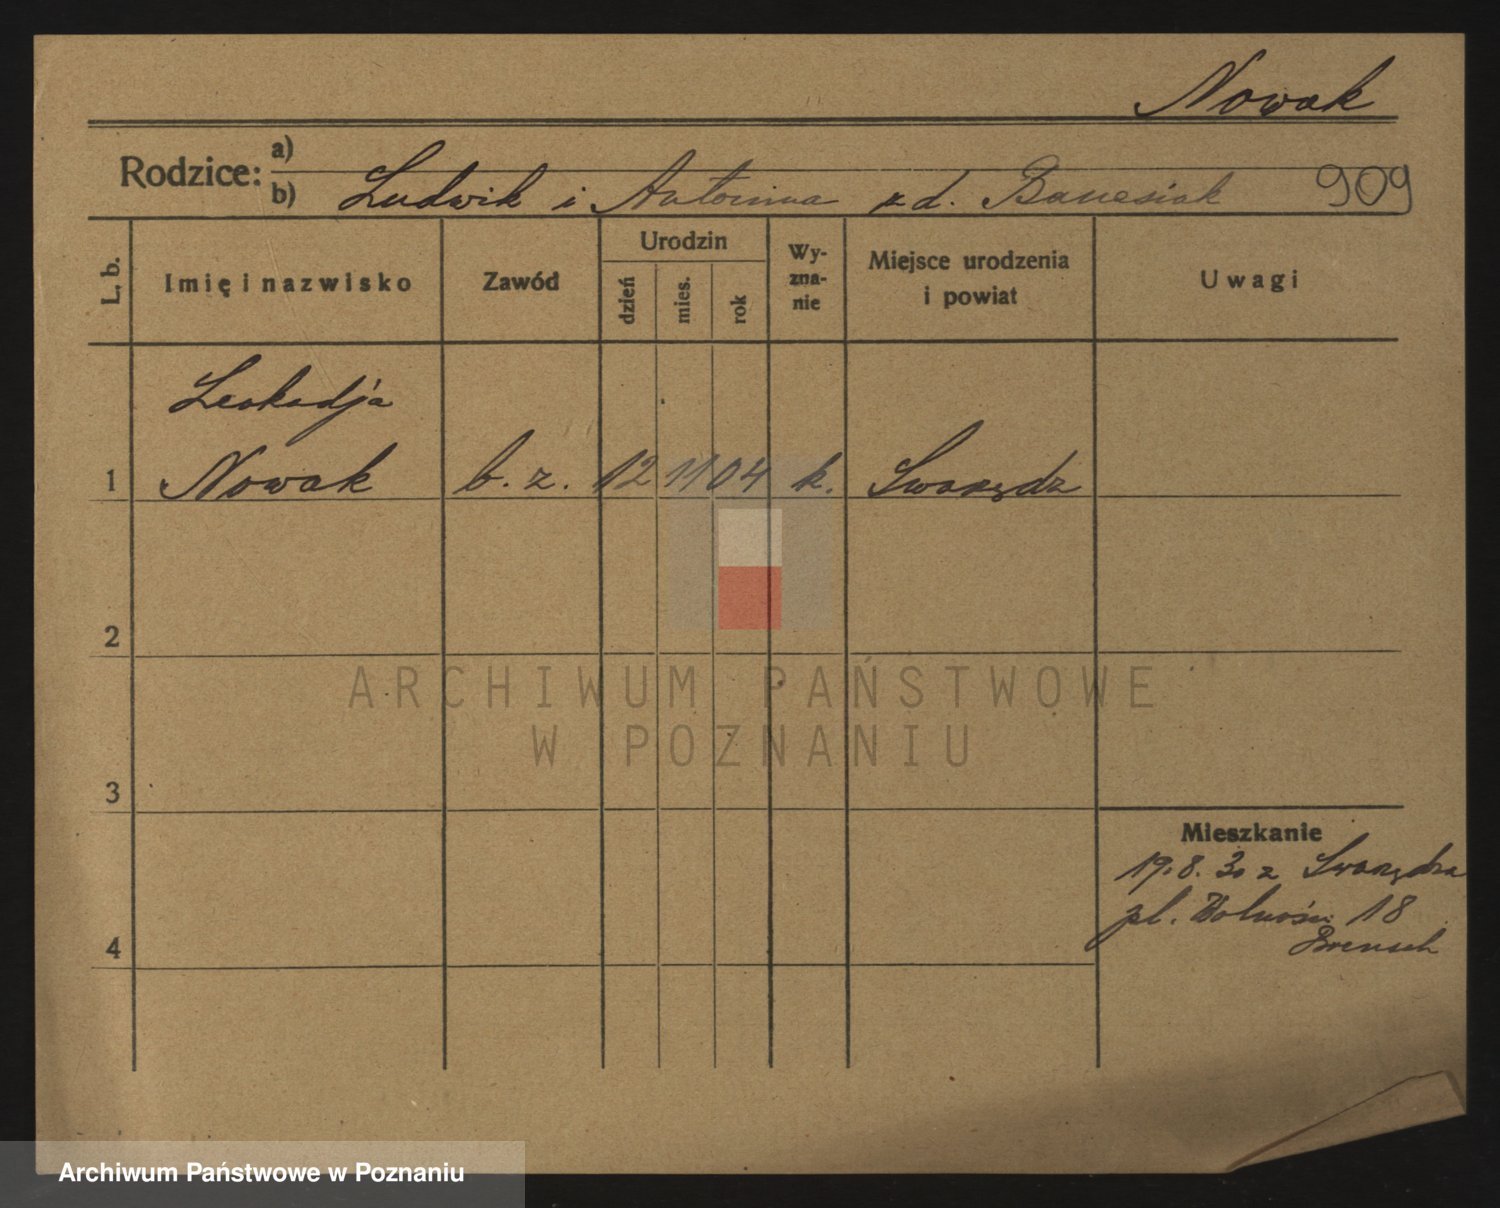 Nowak
Rodzice: a)
b) Ludwik i Antonina zd. Banesiak 909
L. b. Imię i nazwisko Zawód Urodzin dzień mies. rok Wy-zna-nie Miejsce urodzenia i powiat Uwagi
Leokadja
1 Nowak b. z. 12 11 04 k. Swarzędz
2
ARCHIWUM PAŃSTWOWE
W POZNANIU
3
Mieszkanie
19.8.30 z Swarzędza
pl. Wolności 18
4
Archiwum Państwowe w Poznaniu